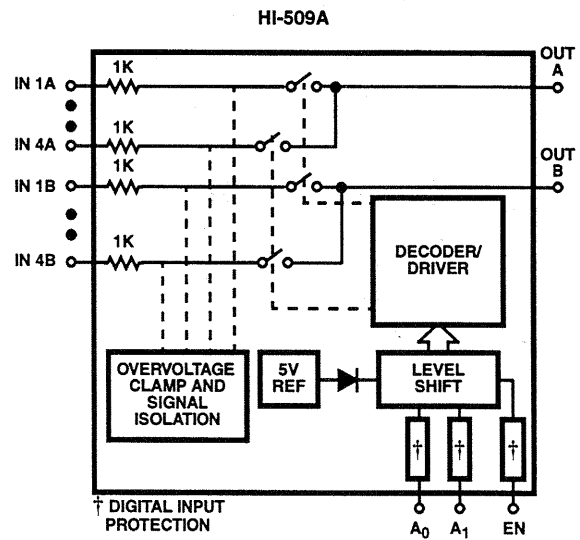 HI-509A
OUT
A
IN 1A
1K
1K
IN 4A
1K
IN 1B
OUT
B
1K
IN 4B
DECODER/
DRIVER
OVERVOLTAGE
CLAMP AND
SIGNAL
ISOLATION
5V
REF
LEVEL
SHIFT
†
†
†
† DIGITAL INPUT
PROTECTION
A0
A1
EN